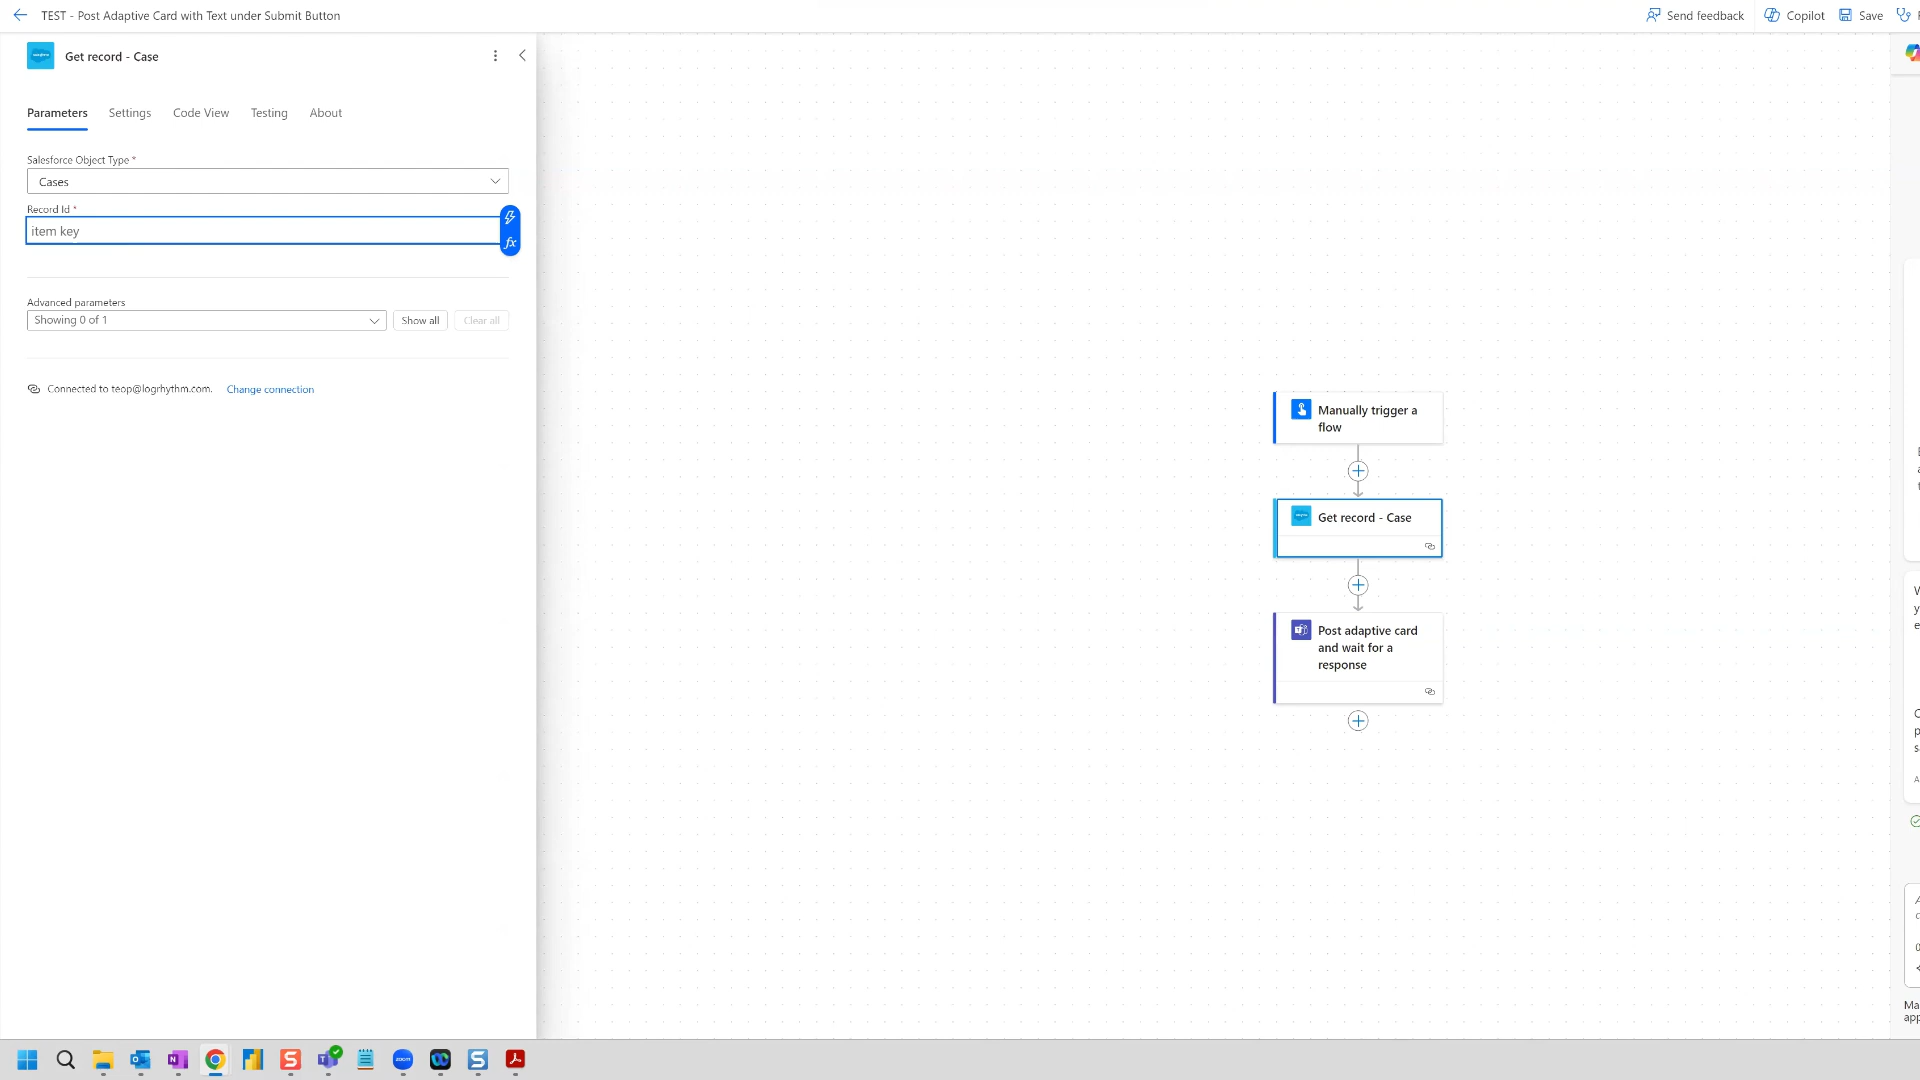 TEST - Post Adaptive Card with Text under Submit Button
Send feedback
Copilot
Save
Get record - Case
Parameters
Settings
Code View
Testing
About
Salesforce Object Type *
Cases
Record Id *
item key
fx
Advanced parameters
Showing 0 of 1
Show all
Clear all
Connected to teop@logrhythm.com.
Change connection
Manually trigger a
flow
Get record - Case
Post adaptive card
and wait for a
response